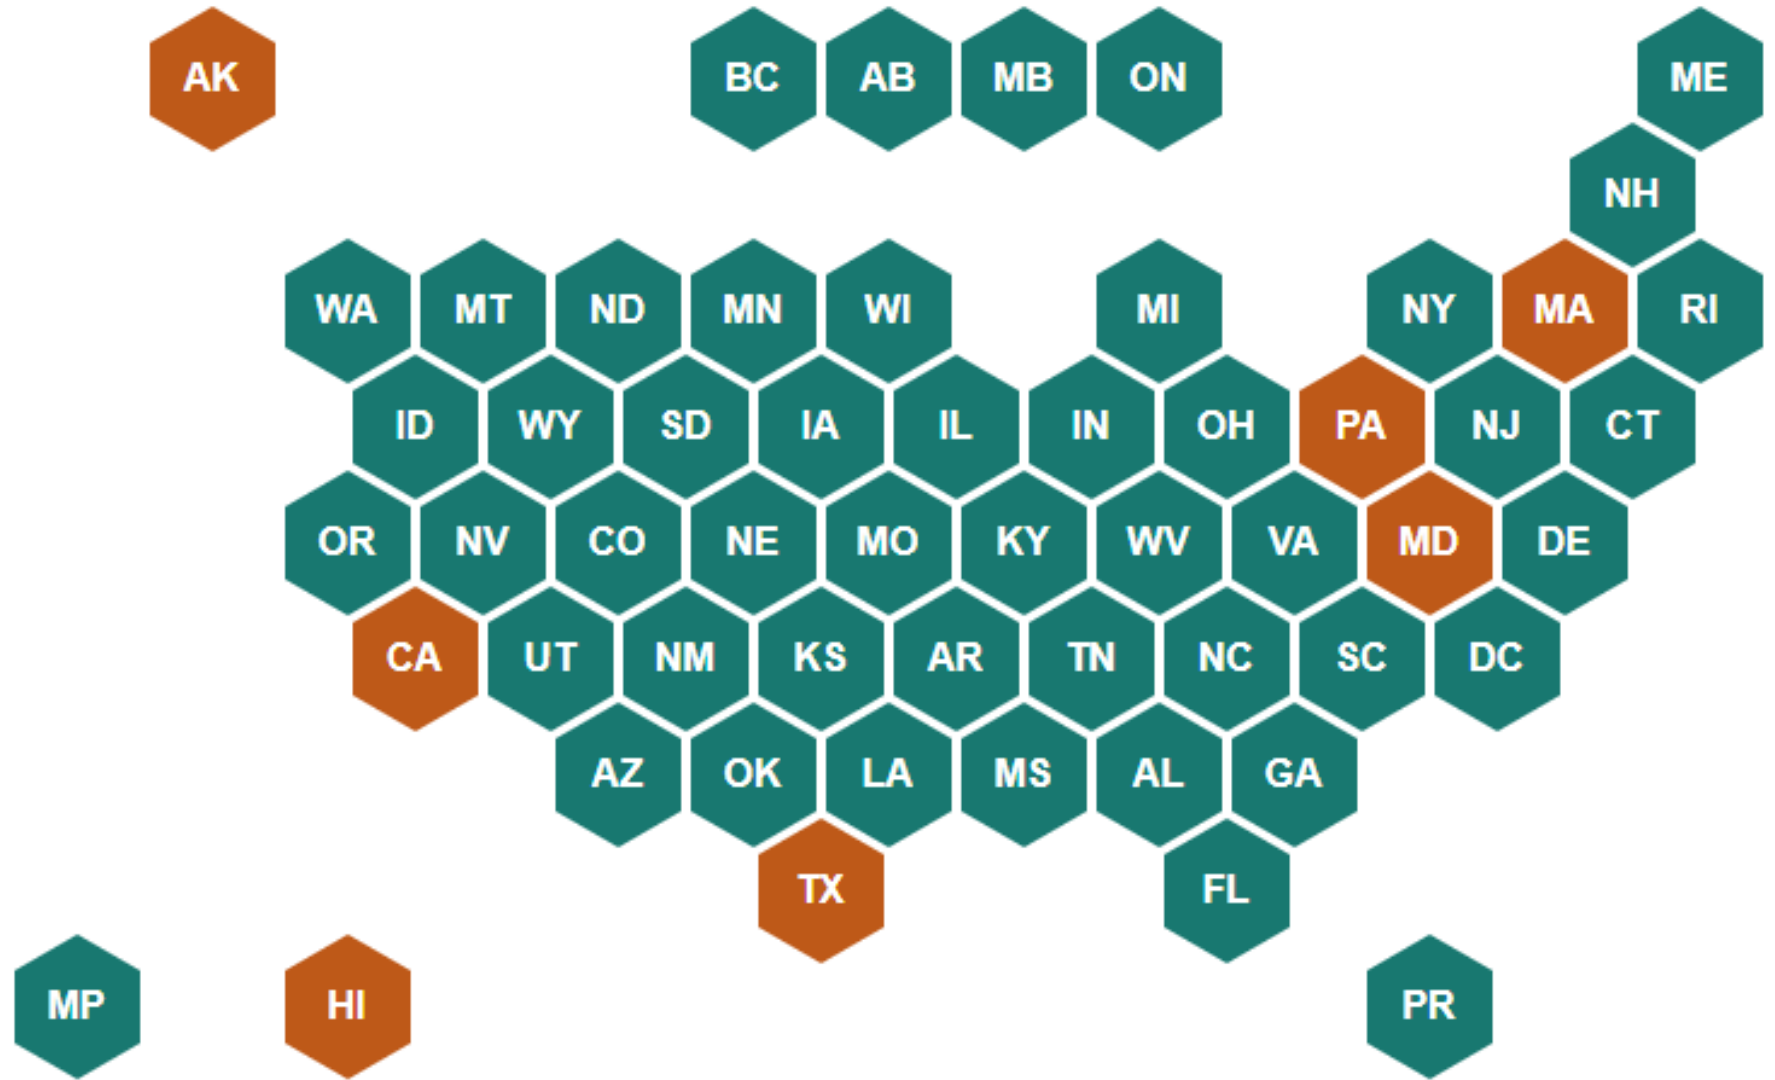 AK BC AB MB ON ME
NH
WA MT ND MN WI MI NY MA RI
ID WY SD IA IL IN OH PA NJ CT
OR NV CO NE MO KY WV VA MD DE
CA UT NM KS AR TN NC SC DC
AZ OK LA MS AL GA
TX FL
MP HI PR